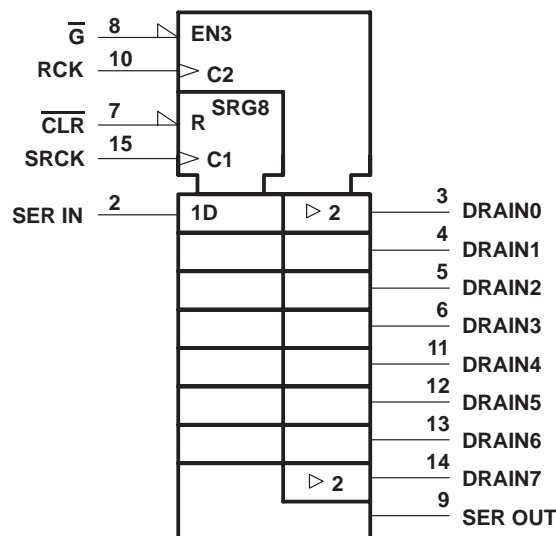 G̅ 8 EN3
RCK 10 C2
SRG8
C̅L̅R̅ 7 R
SRCK 15 C1
SER IN 2 1D 2 3 DRAIN0
4 DRAIN1
5 DRAIN2
6 DRAIN3
11 DRAIN4
12 DRAIN5
13 DRAIN6
2 14 DRAIN7
9 SER OUT